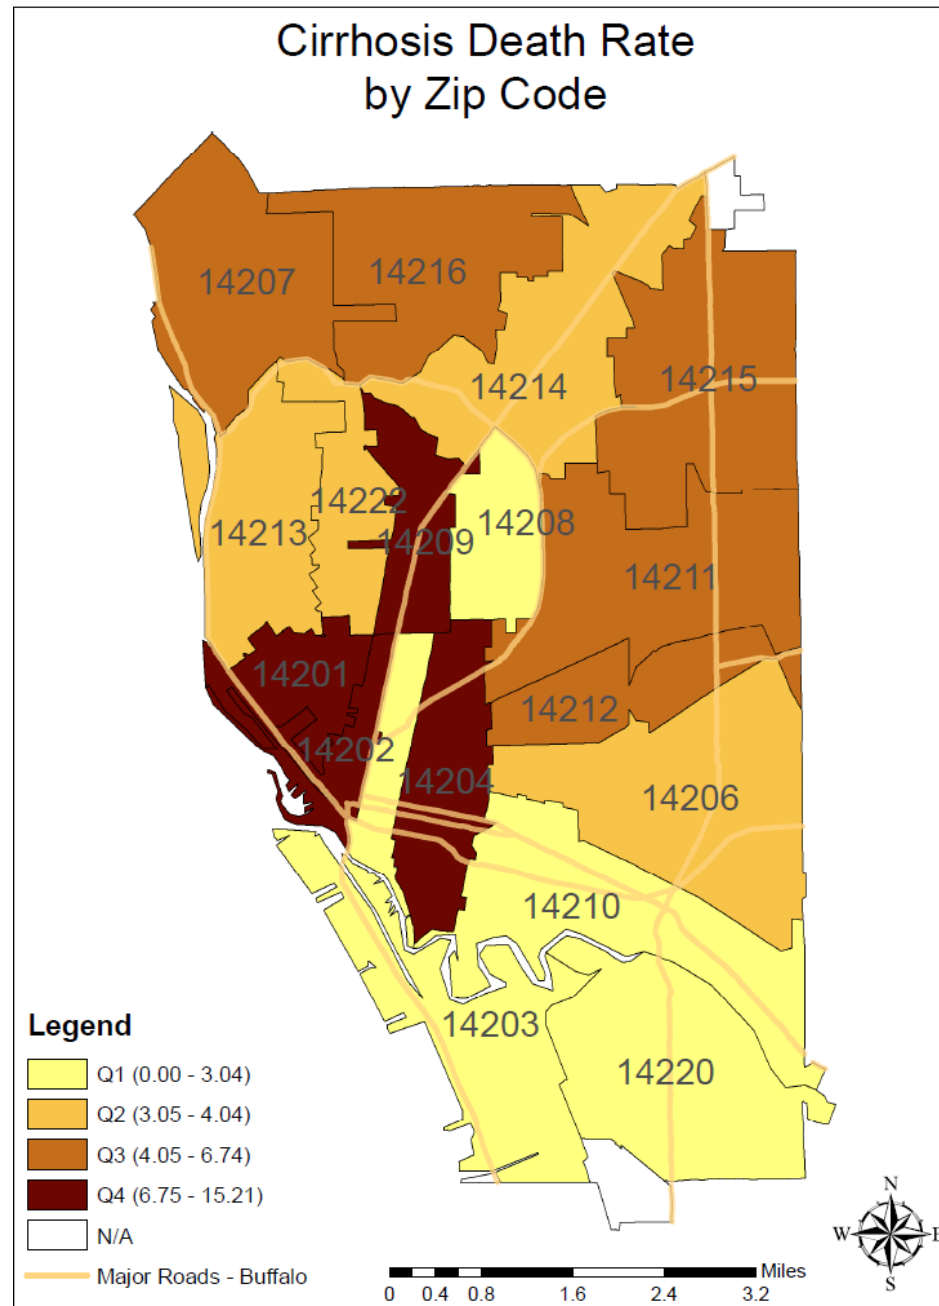 Cirrhosis Death Rate
by Zip Code
14207
14216
14215
14214
14222
14208
14213
14209
14211
14201
14212
14202
14204
14206
14210
14203
14220
Legend
Q1 (0.00 - 3.04)
Q2 (3.05 - 4.04)
Q3 (4.05 - 6.74)
Q4 (6.75 - 15.21)
N/A
Major Roads - Buffalo
N
W
E
S
Miles
0 0.4 0.8 1.6 2.4 3.2